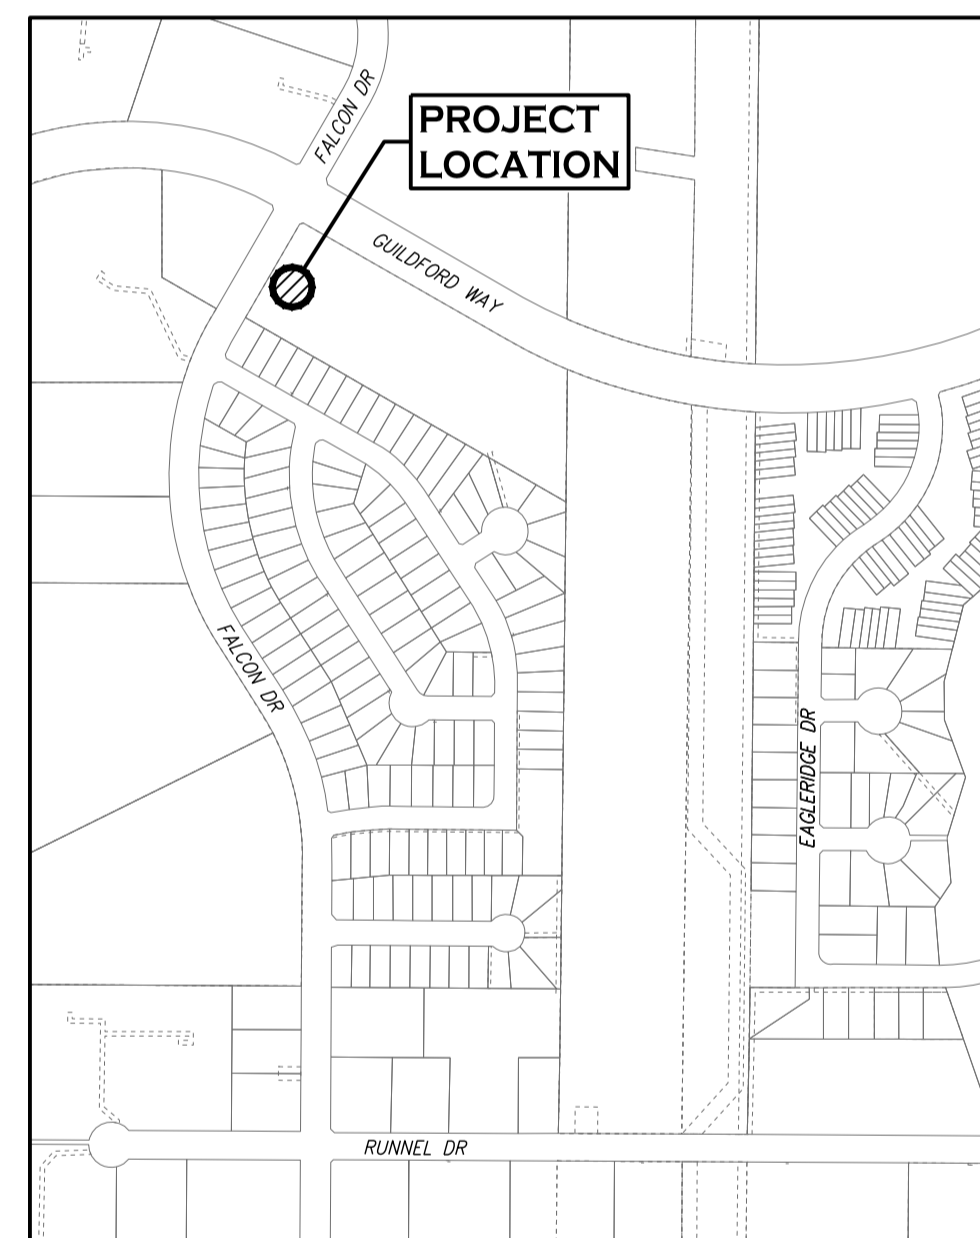 FALCON DR
PROJECT
LOCATION
GUILDFORD WAY
FALCON DR
EAGLERIDGE DR
RUNNEL DR